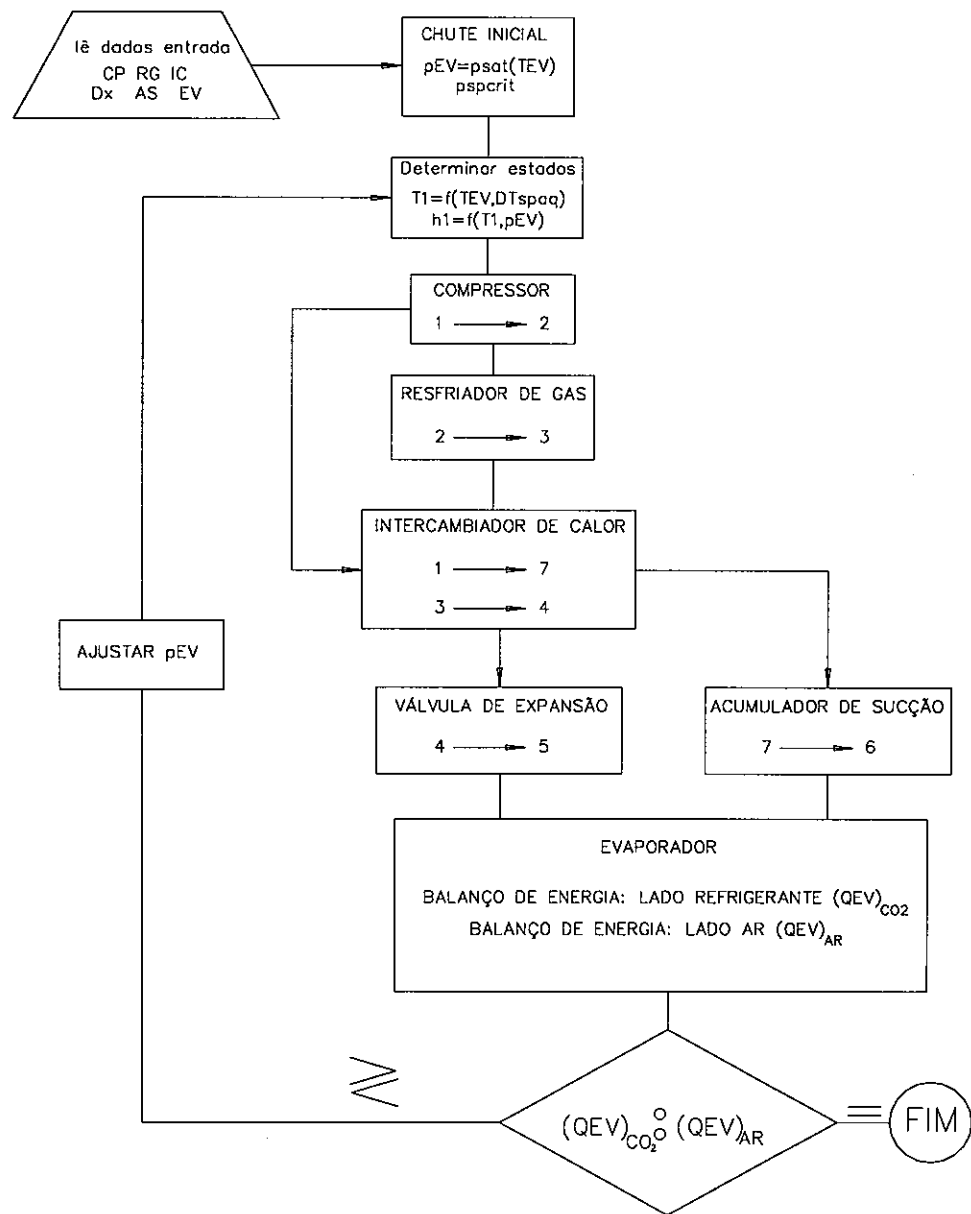 lê dados entrada
CP RG IC
Dx AS EV
CHUTE INICIAL
pEV=psat(TEV)
pspcrit
Determinar estados
T1=f(TEV,DTspaq)
h1=f(T1,pEV)
COMPRESSOR
1 → 2
RESFRIADOR DE GAS
2 → 3
INTERCAMBIADOR DE CALOR
1 → 7
3 → 4
AJUSTAR pEV
VÁLVULA DE EXPANSÃO
4 → 5
ACUMULADOR DE SUCÇÃO
7 → 6
EVAPORADOR
BALANÇO DE ENERGIA: LADO REFRIGERANTE (QEV)CO2
BALANÇO DE ENERGIA: LADO AR (QEV)AR
>
<
(QEV)CO2 : (QEV)AR
=
FIM